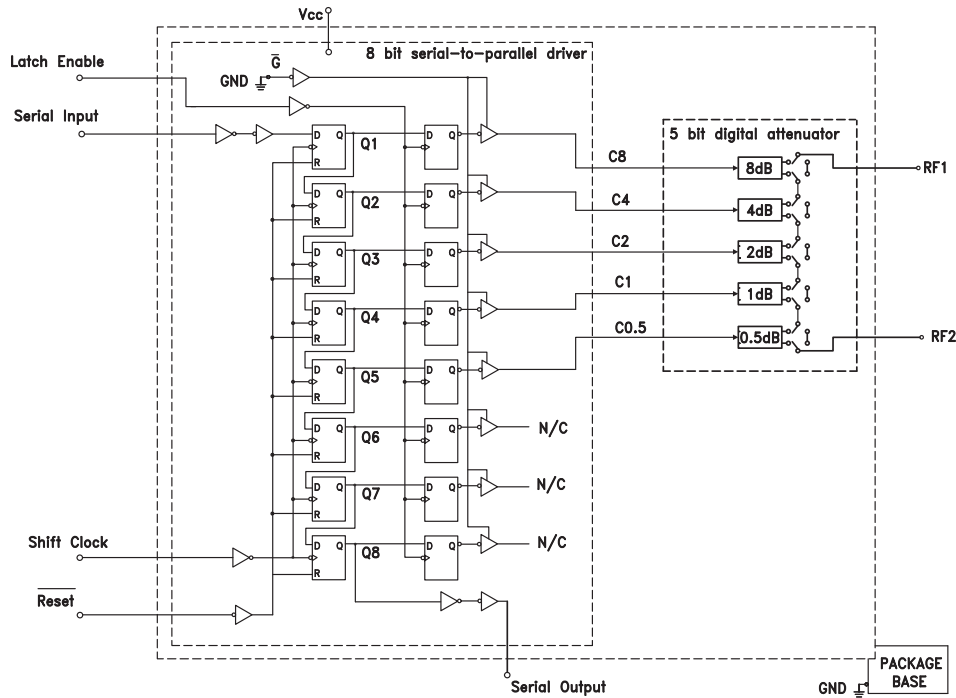 Vcc
8 bit serial-to-parallel driver
Latch Enable
G̅
GND
Serial Input
D Q
R
Q1
D Q
C8
5 bit digital attenuator
8dB
RF1
D Q
R
Q2
D Q
C4
4dB
D Q
R
Q3
D Q
C2
2dB
D Q
R
Q4
D Q
C1
1dB
D Q
R
Q5
D Q
C0.5
0.5dB
RF2
D Q
R
Q6
D Q
N/C
D Q
R
Q7
D Q
N/C
Shift Clock
D Q
R
Q8
D Q
N/C
Reset
Serial Output
GND
PACKAGE
BASE